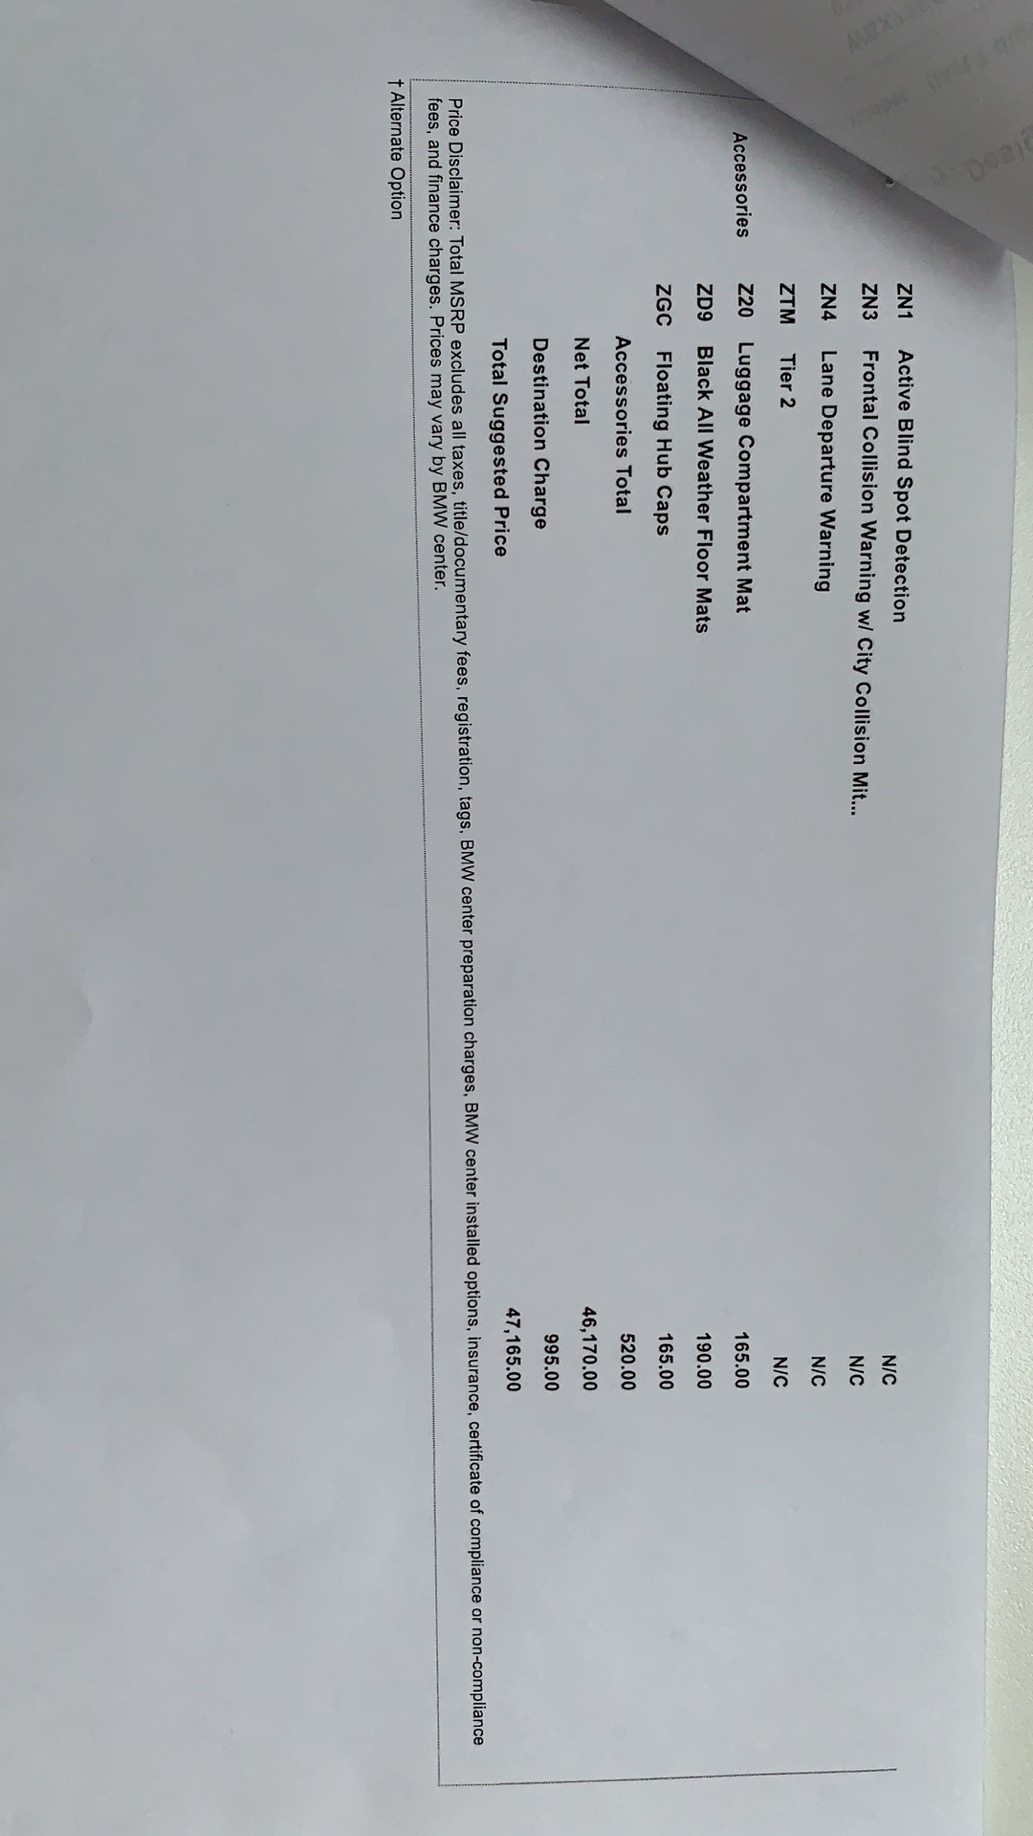 ZN1 Active Blind Spot Detection N/C
ZN3 Frontal Collision Warning w/ City Collision Mit... N/C
ZN4 Lane Departure Warning N/C
ZTM Tier 2 N/C
Accessories Z20 Luggage Compartment Mat 165.00
ZD9 Black All Weather Floor Mats 190.00
ZGC Floating Hub Caps 165.00
Accessories Total 520.00
Net Total 46,170.00
Destination Charge 995.00
Total Suggested Price 47,165.00
Price Disclaimer: Total MSRP excludes all taxes, title/documentary fees, registration, tags, BMW center preparation charges, BMW center installed options, insurance, certificate of compliance or non-compliance
fees, and finance charges. Prices may vary by BMW center.
† Alternate Option